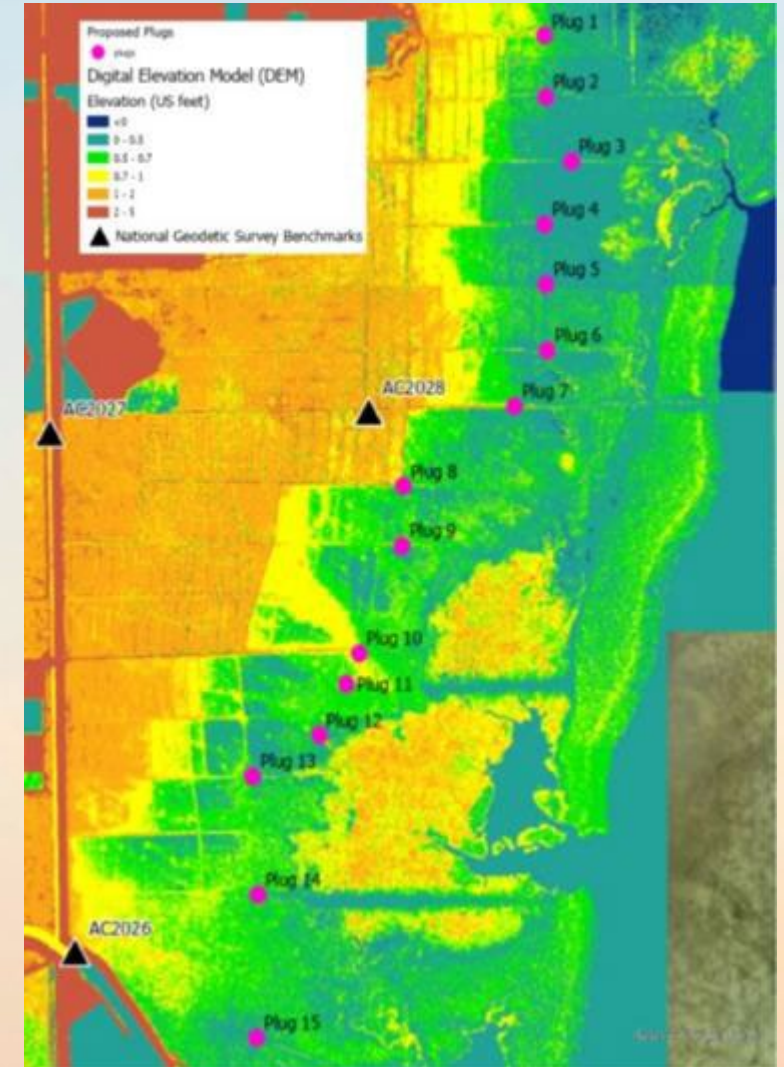 Proposed Plugs
Digital Elevation Model (DEM)
Elevation (US feet)
<0
0 - 0.5
0.5 - 0.7
0.7 - 1
1 - 2
2 - 5
National Geodetic Survey Benchmarks
Plug 1
Plug 2
Plug 3
Plug 4
Plug 5
Plug 6
Plug 7
AC2028
AC2027
Plug 8
Plug 9
Plug 10
Plug 11
Plug 12
Plug 13
Plug 14
AC2026
Plug 15